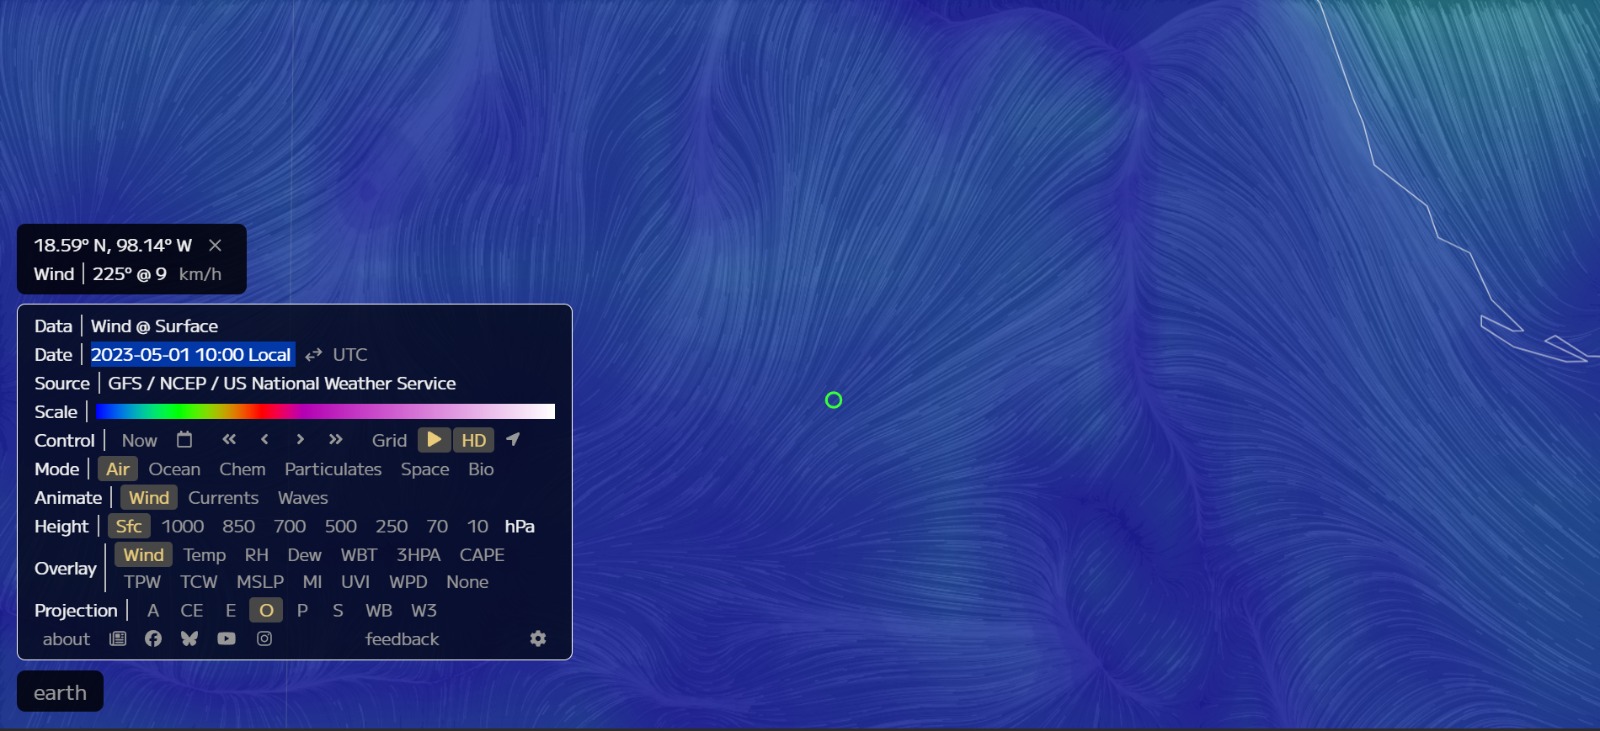 18.59° N, 98.14° W ×
Wind | 225° @ 9 km/h
Data | Wind @ Surface
Date | 2023-05-01 10:00 Local ⇄ UTC
Source | GFS / NCEP / US National Weather Service
Scale |
Control | Now « ‹ › » Grid HD
Mode | Air Ocean Chem Particulates Space Bio
Animate | Wind Currents Waves
Height | Sfc 1000 850 700 500 250 70 10 hPa
Overlay | Wind Temp RH Dew WBT 3HPA CAPE
TPW TCW MSLP MI UVI WPD None
Projection | A CE E O P S WB W3
about feedback
earth